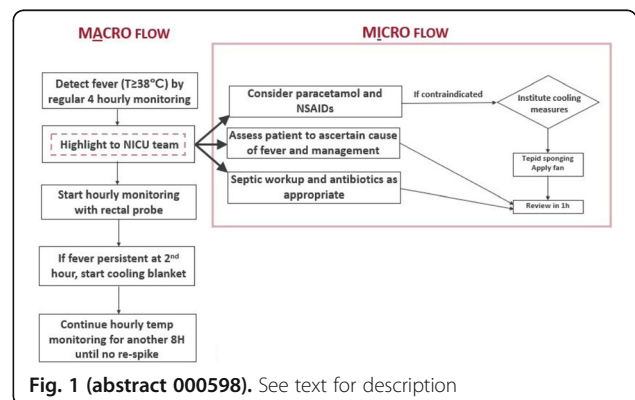 MACRO FLOW
Detect fever (T≥38°C) by
regular 4 hourly monitoring
Highlight to NICU team
Start hourly monitoring
with rectal probe
If fever persistent at 2nd
hour, start cooling blanket
Continue hourly temp
monitoring for another 8H
until no re-spike
MICRO FLOW
Consider paracetamol and
NSAIDs
If contraindicated
Institute cooling
measures
Assess patient to ascertain cause
of fever and management
Tepid sponging
Apply fan
Septic workup and antibiotics as
appropriate
Review in 1h
Fig. 1 (abstract 000598). See text for description